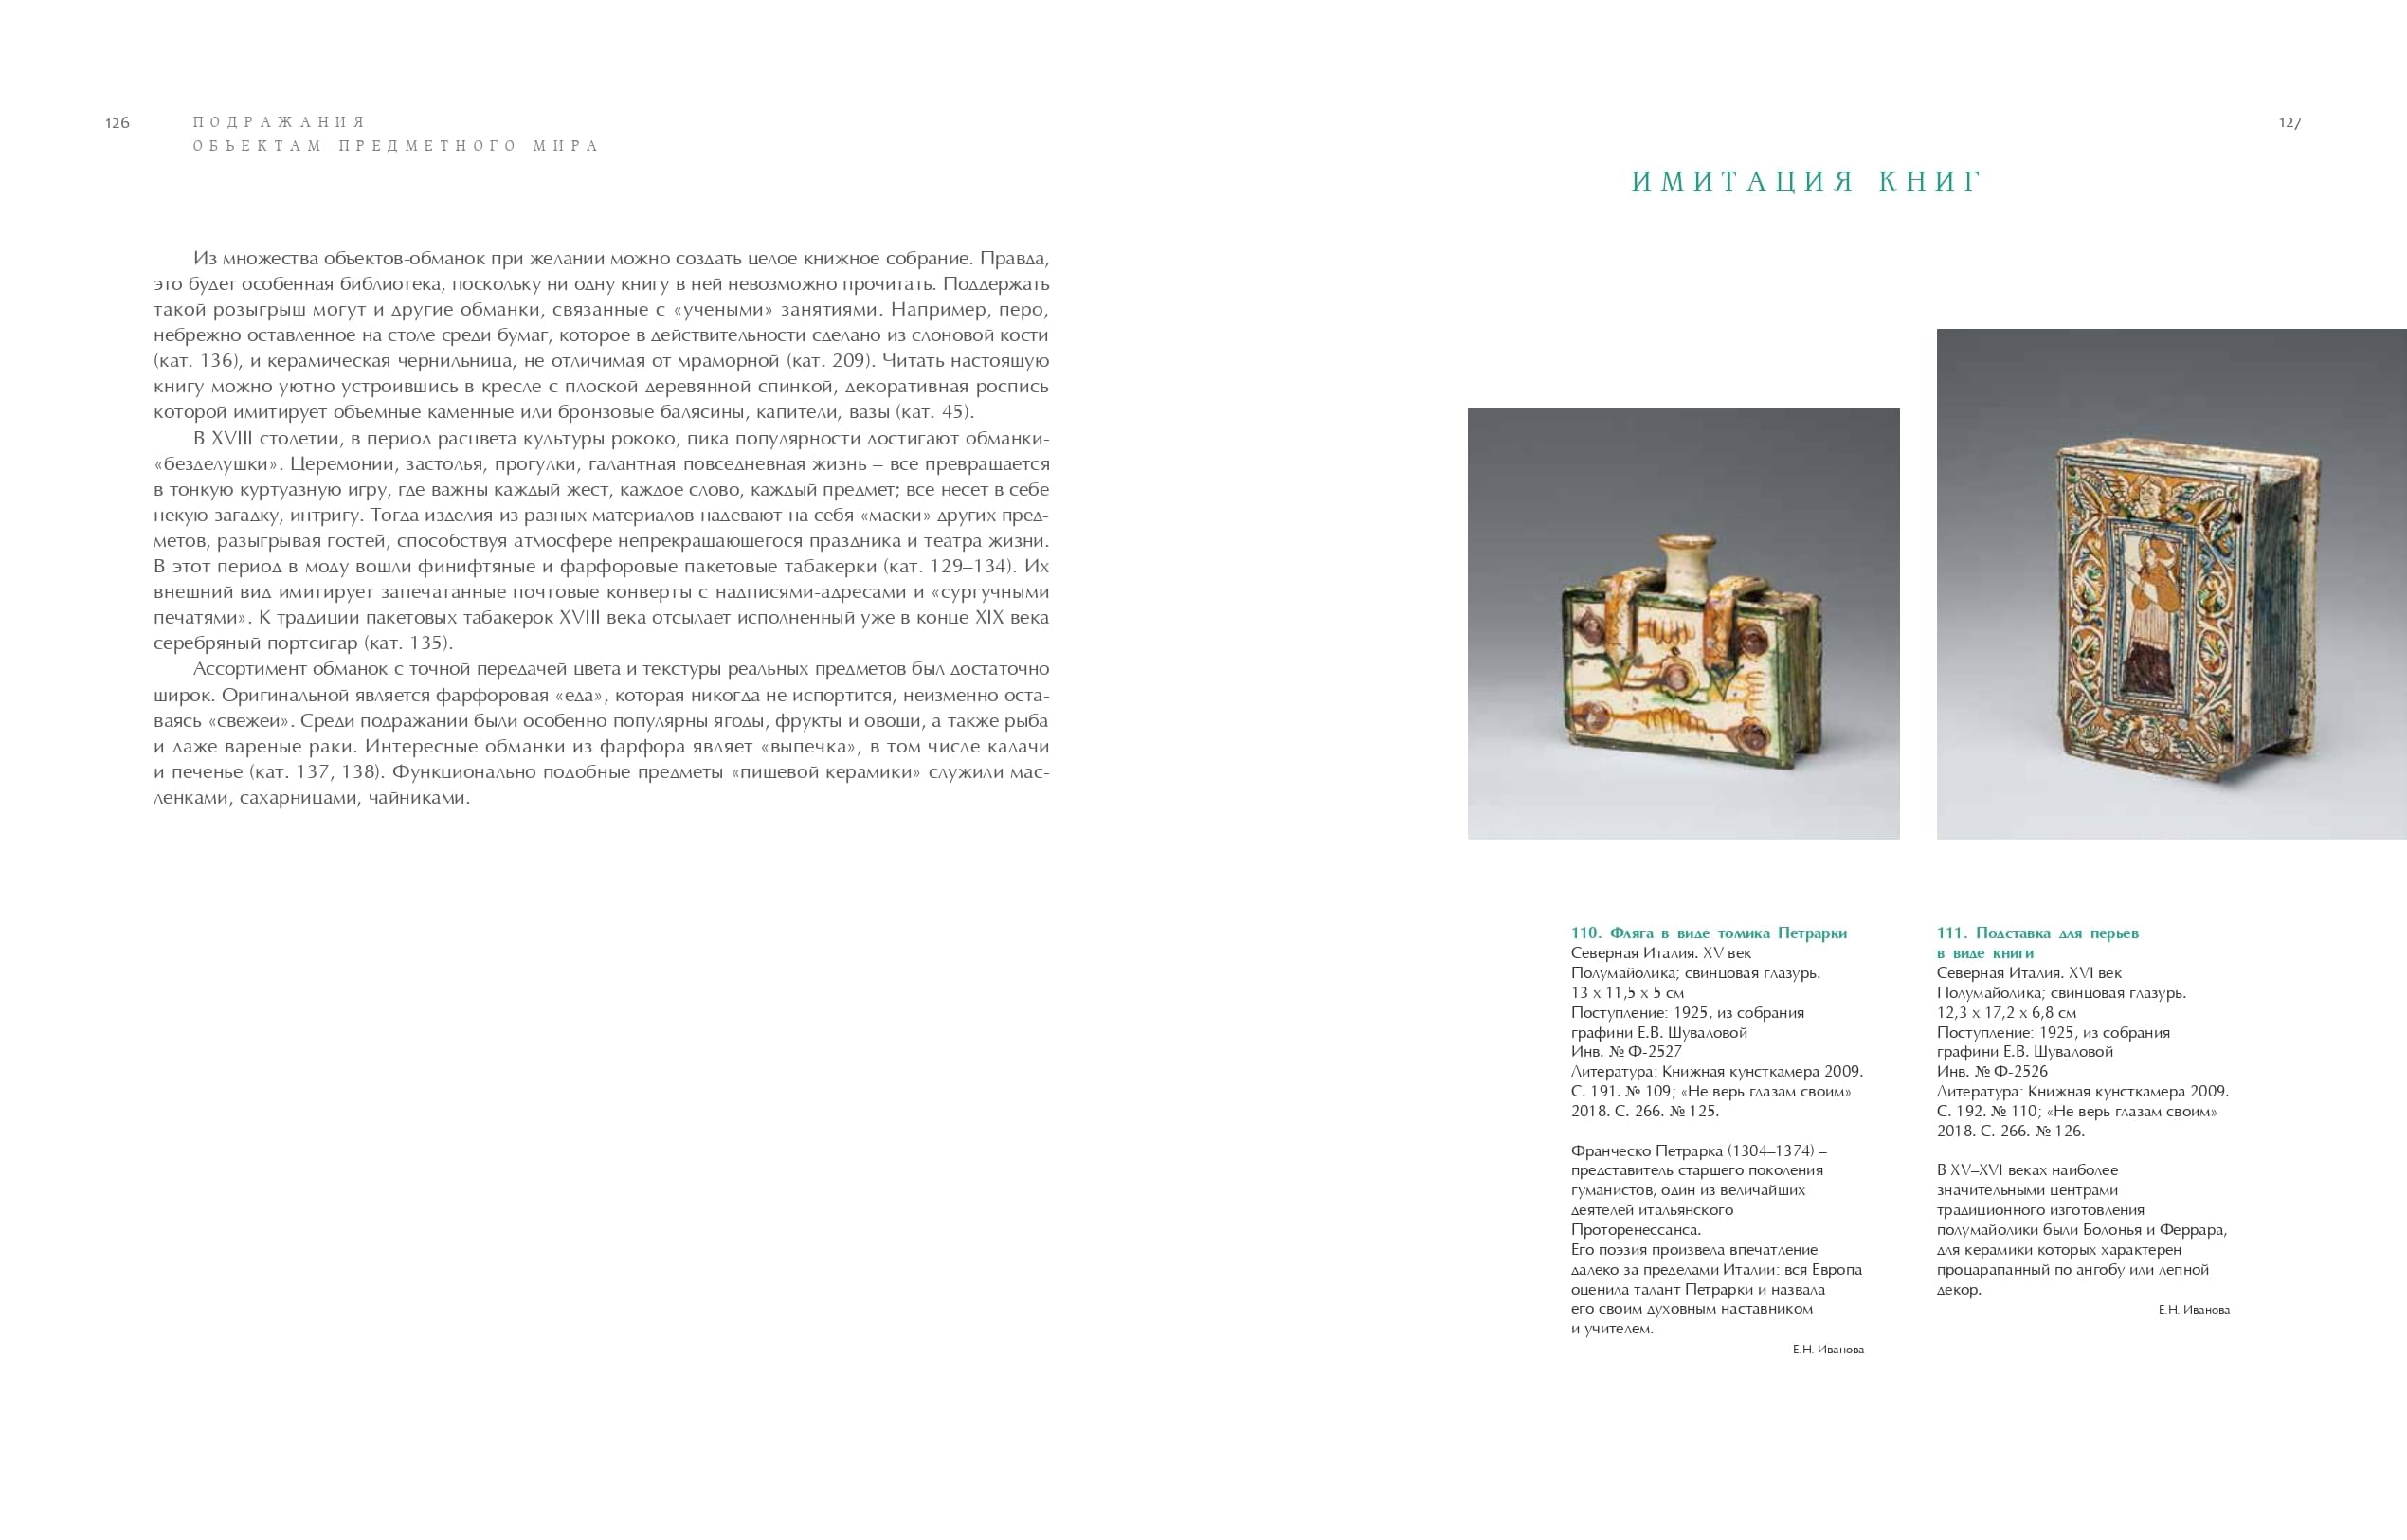 126
ПОДРАЖАНИЯ
ОБЪЕКТАМ ПРЕДМЕТНОГО МИРА
Из множества объектов-обманок при желании можно создать целое книжное собрание. Правда,
это будет особенная библиотека, поскольку ни одну книгу в ней невозможно прочитать. Поддержать
такой розыгрыш могут и другие обманки, связанные с «учеными» занятиями. Например, перо,
небрежно оставленное на столе среди бумаг, которое в действительности сделано из слоновой кости
(кат. 136), и керамическая чернильница, не отличимая от мраморной (кат. 209). Читать настоящую
книгу можно уютно устроившись в кресле с плоской деревянной спинкой, декоративная роспись
которой имитирует объемные каменные или бронзовые балясины, капители, вазы (кат. 45).
В XVIII столетии, в период расцвета культуры рококо, пика популярности достигают обманки-
«безделушки». Церемонии, застолья, прогулки, галантная повседневная жизнь – все превращается
в тонкую куртуазную игру, где важны каждый жест, каждое слово, каждый предмет; все несет в себе
некую загадку, интригу. Тогда изделия из разных материалов надевают на себя «маски» других пред-
метов, разыгрывая гостей, способствуя атмосфере непрекращающегося праздника и театра жизни.
В этот период в моду вошли финифтяные и фарфоровые пакетовые табакерки (кат. 129–134). Их
внешний вид имитирует запечатанные почтовые конверты с надписями-адресами и «сургучными
печатями». К традиции пакетовых табакерок XVIII века отсылает исполненный уже в конце XIX века
серебряный портсигар (кат. 135).
Ассортимент обманок с точной передачей цвета и текстуры реальных предметов был достаточно
широк. Оригинальной является фарфоровая «еда», которая никогда не испортится, неизменно оста-
ваясь «свежей». Среди подражаний были особенно популярны ягоды, фрукты и овощи, а также рыба
и даже вареные раки. Интересные обманки из фарфора являет «выпечка», в том числе калачи
и печенье (кат. 137, 138). Функционально подобные предметы «пищевой керамики» служили мас-
ленками, сахарницами, чайниками.
127
ИМИТАЦИЯ КНИГ
110. Фляга в виде томика Петрарки
Северная Италия. XV век
Полумайолика; свинцовая глазурь.
13 х 11,5 х 5 см
Поступление: 1925, из собрания
графини Е.В. Шуваловой
Инв. № Ф-2527
Литература: Книжная кунсткамера 2009.
С. 191. № 109; «Не верь глазам своим»
2018. С. 266. № 125.
Франческо Петрарка (1304–1374) –
представитель старшего поколения
гуманистов, один из величайших
деятелей итальянского
Проторенессанса.
Его поэзия произвела впечатление
далеко за пределами Италии: вся Европа
оценила талант Петрарки и назвала
его своим духовным наставником
и учителем.
Е.Н. Иванова
111. Подставка для перьев
в виде книги
Северная Италия. XVI век
Полумайолика; свинцовая глазурь.
12,3 х 17,2 х 6,8 см
Поступление: 1925, из собрания
графини Е.В. Шуваловой
Инв. № Ф-2526
Литература: Книжная кунсткамера 2009.
С. 192. № 110; «Не верь глазам своим»
2018. С. 266. № 126.
В XV–XVI веках наиболее
значительными центрами
традиционного изготовления
полумайолики были Болонья и Феррара,
для керамики которых характерен
процарапанный по ангобу или лепной
декор.
Е.Н. Иванова